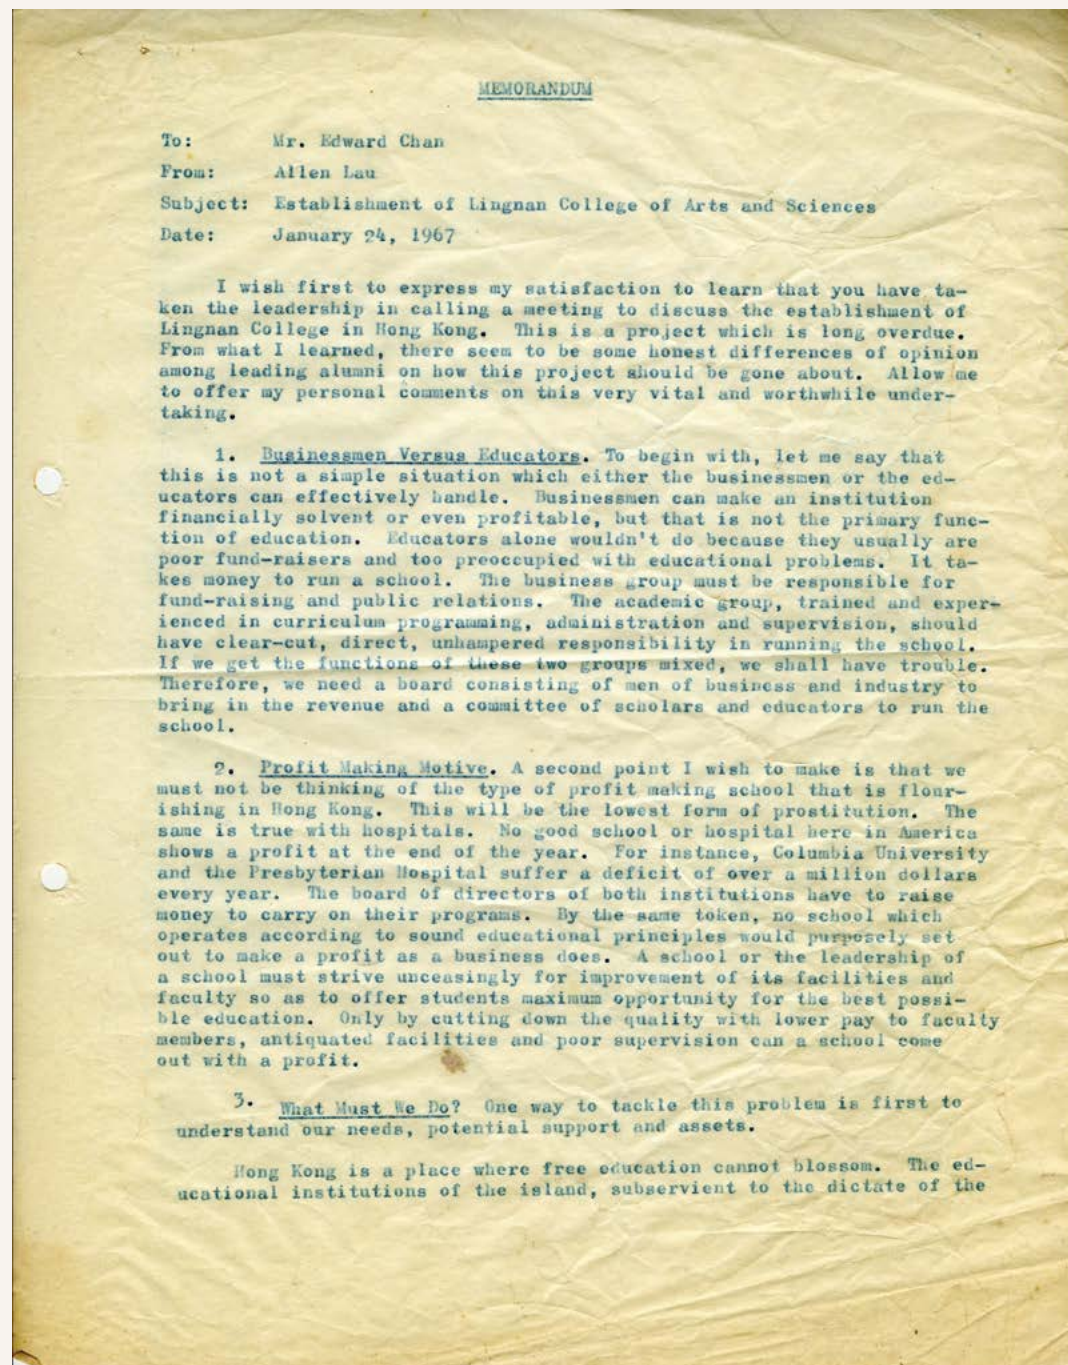 MEMORANDUM
To: Mr. Edward Chan
From: Allen Lau
Subject: Establishment of Lingnan College of Arts and Sciences
Date: January 24, 1967
I wish first to express my satisfaction to learn that you have ta-
ken the leadership in calling a meeting to discuss the establishment of
Lingnan College in Hong Kong. This is a project which is long overdue.
From what I learned, there seem to be some honest differences of opinion
among leading alumni on how this project should be gone about. Allow me
to offer my personal comments on this very vital and worthwhile under-
taking.
1. Businessmen Versus Educators. To begin with, let me say that
this is not a simple situation which either the businessmen or the ed-
ucators can effectively handle. Businessmen can make an institution
financially solvent or even profitable, but that is not the primary func-
tion of education. Educators alone wouldn't do because they usually are
poor fund-raisers and too preoccupied with educational problems. It ta-
kes money to run a school. The business group must be responsible for
fund-raising and public relations. The academic group, trained and exper-
ienced in curriculum programming, administration and supervision, should
have clear-cut, direct, unhampered responsibility in running the school.
If we get the functions of these two groups mixed, we shall have trouble.
Therefore, we need a board consisting of men of business and industry to
bring in the revenue and a committee of scholars and educators to run the
school.
2. Profit Making Motive. A second point I wish to make is that we
must not be thinking of the type of profit making school that is flour-
ishing in Hong Kong. This will be the lowest form of prostitution. The
same is true with hospitals. No good school or hospital here in America
shows a profit at the end of the year. For instance, Columbia University
and the Presbyterian Hospital suffer a deficit of over a million dollars
every year. The board of directors of both institutions have to raise
money to carry on their programs. By the same token, no school which
operates according to sound educational principles would purposely set
out to make a profit as a business does. A school or the leadership of
a school must strive unceasingly for improvement of its facilities and
faculty so as to offer students maximum opportunity for the best possi-
ble education. Only by cutting down the quality with lower pay to faculty
members, antiquated facilities and poor supervision can a school come
out with a profit.
3. What Must We Do? One way to tackle this problem is first to
understand our needs, potential support and assets.
Hong Kong is a place where free education cannot blossom. The ed-
ucational institutions of the island, subservient to the dictate of the